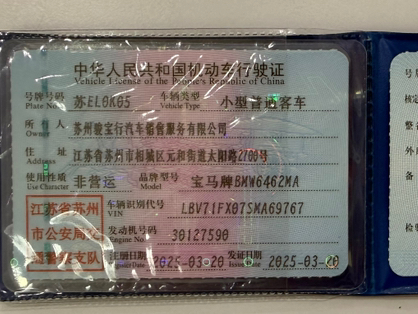 中华人民共和国机动车行驶证
Vehicle License of the People's Republic of China
号牌号码 苏EL0K05 车辆类型 小型普通客车
Plate No. Vehicle Type
所有人 苏州骏宝行汽车销售服务有限公司
Owner
住址 江苏省苏州市相城区元和街道太阳路2700号
Address
使用性质 非营运 品牌型号 宝马牌BMW6462MA
Use Character Model
江苏省苏州
市公安局交
通警察支队
车辆识别代号 LBV71FX07SMA69767
VIN
发动机号码 30127590
Engine No.
注册日期 2025-03-20 发证日期 2025-03-20
Issue Date